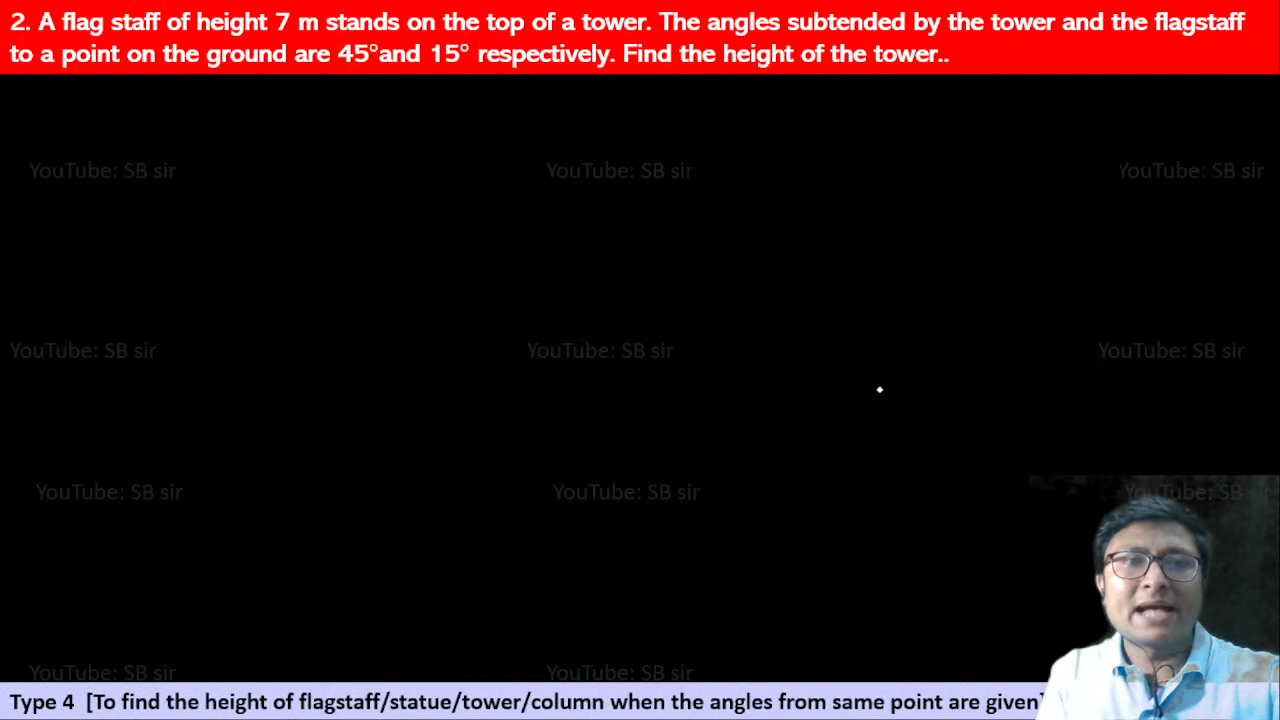 2. A flag staff of height 7 m stands on the top of a tower. The angles subtended by the tower and the flagstaff
to a point on the ground are 45°and 15° respectively. Find the height of the tower..
YouTube: SB sir YouTube: SB sir YouTube: SB sir
YouTube: SB sir YouTube: SB sir YouTube: SB sir
YouTube: SB sir YouTube: SB sir YouTube: SB
YouTube: SB sir YouTube: SB sir
Type 4 [To find the height of flagstaff/statue/tower/column when the angles from same point are given]